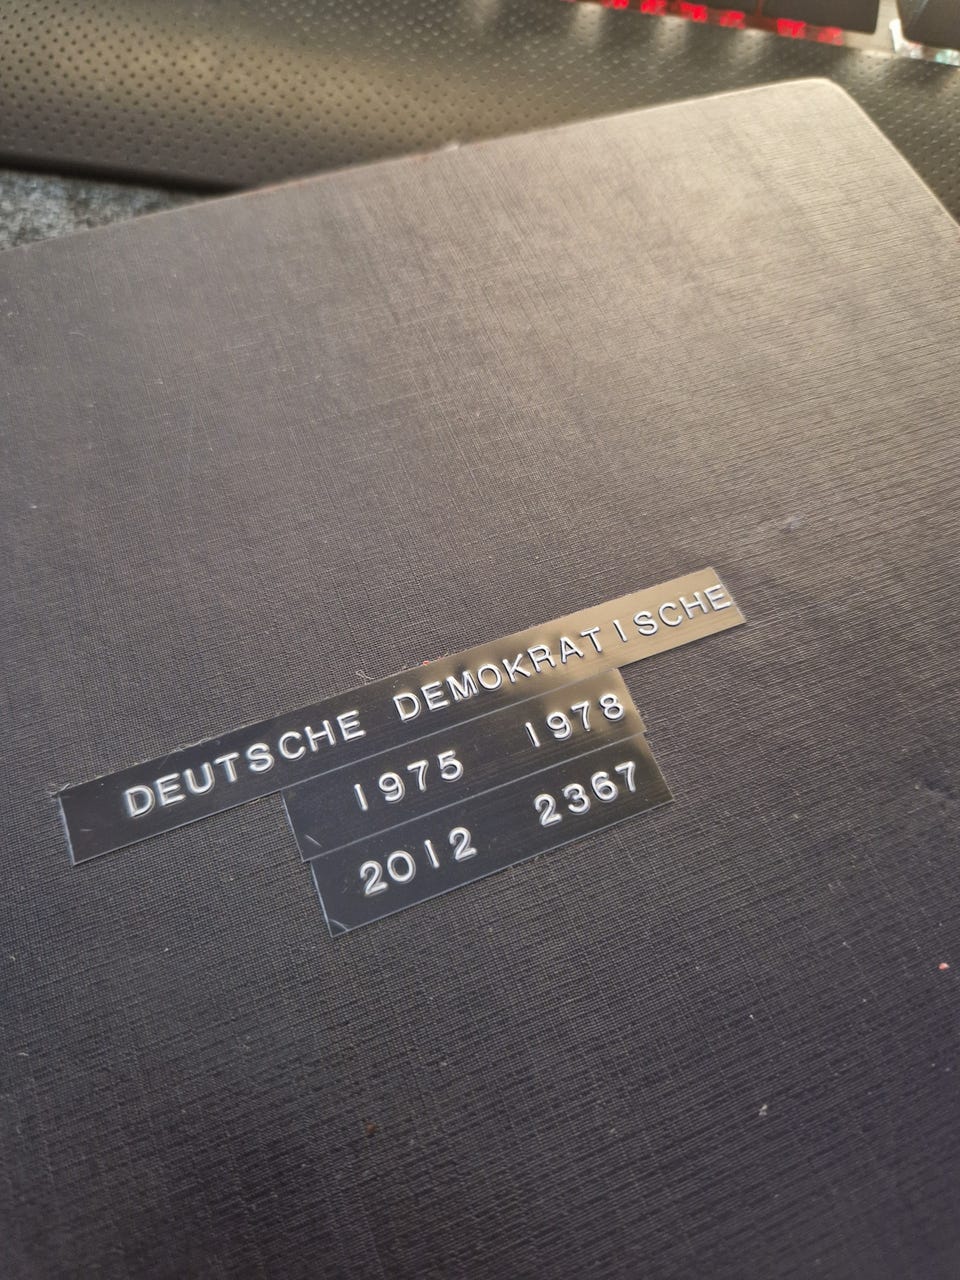 DEUTSCHE DEMOKRATISCHE
1975 1978
2012 2367